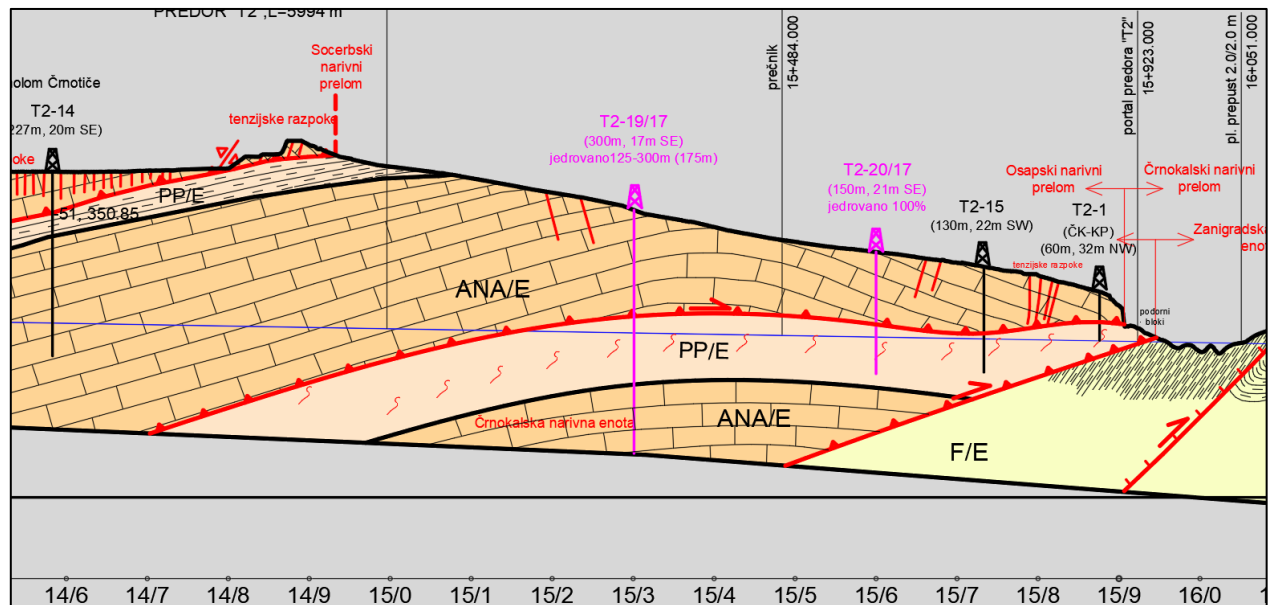 PREDOR "T2",L=5994 m
Socerbski
narivni
prelom
olom Črnotiče
T2-14
227m, 20m SE)
tenzijske razpoke
oke
PP/E
-51, 350.85
T2-19/17
(300m, 17m SE)
jedrovano125-300m (175m)
prečnik
15+484.000
T2-20/17
(150m, 21m SE)
jedrovano 100%
T2-15
(130m, 22m SW)
Osapski narivni
prelom
T2-1
(ČK-KP)
(60m, 32m NW)
tenzijske razpoke
portal predora "T2"
15+923.000
Črnokalski narivni
prelom
pl. prepust 2.0/2.0 m
16+051.000
Zanigradska
enot
podorni
bloki
ANA/E
PP/E
Črnokalska narivna enota
ANA/E
F/E
14/6 14/7 14/8 14/9 15/0 15/1 15/2 15/3 15/4 15/5 15/6 15/7 15/8 15/9 16/0 1